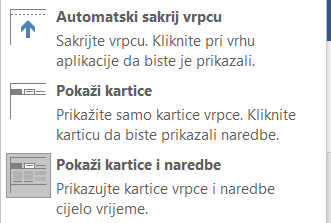 Automatski sakrij vrpcu
Sakrijte vrpcu. Kliknite pri vrhu
aplikacije da biste je prikazali.
Pokaži kartice
Prikažite samo kartice vrpce. Kliknite
karticu da biste prikazali naredbe.
Pokaži kartice i naredbe
Prikazujte kartice vrpce i naredbe
cijelo vrijeme.